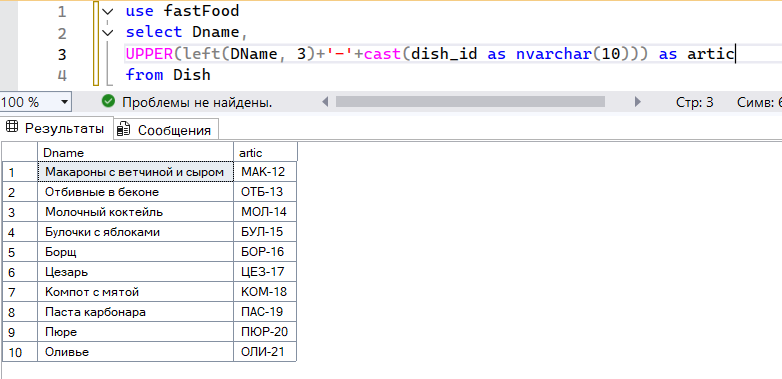 1 use fastFood
2 select Dname,
3 UPPER(left(DName, 3)+'-'+cast(dish_id as nvarchar(10))) as artic
4 from Dish
100 % Проблемы не найдены. Стр: 3 Симв: 6
Результаты Сообщения
Dname artic
1 Макароны с ветчиной и сыром МАК-12
2 Отбивные в беконе ОТБ-13
3 Молочный коктейль МОЛ-14
4 Булочки с яблоками БУЛ-15
5 Борщ БОР-16
6 Цезарь ЦЕЗ-17
7 Компот с мятой КОМ-18
8 Паста карбонара ПАС-19
9 Пюре ПЮР-20
10 Оливье ОЛИ-21